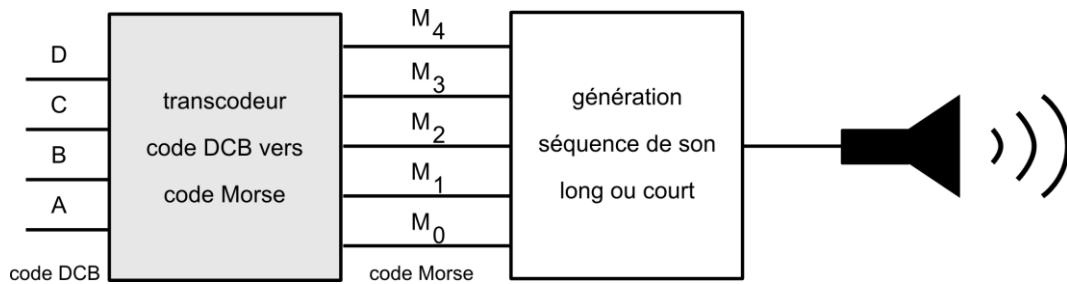 D
C
B
A
code DCB
transcodeur
code DCB vers
code Morse
M4
M3
M2
M1
M0
code Morse
génération
séquence de son
long ou court